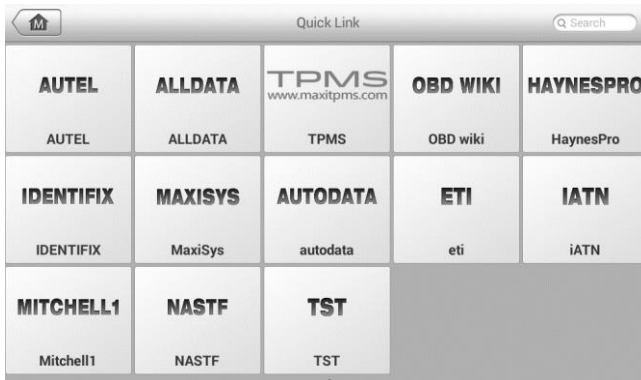 M
Quick Link
Search
AUTEL
ALLDATA
TPMS
www.maxitpms.com
OBD WIKI
HAYNESPRO
AUTEL
ALLDATA
TPMS
OBD wiki
HaynesPro
IDENTIFIX
MAXISYS
AUTODATA
ETI
IATN
IDENTIFIX
MaxiSys
autodata
eti
iATN
MITCHELL1
NASTF
TST
Mitchell1
NASTF
TST